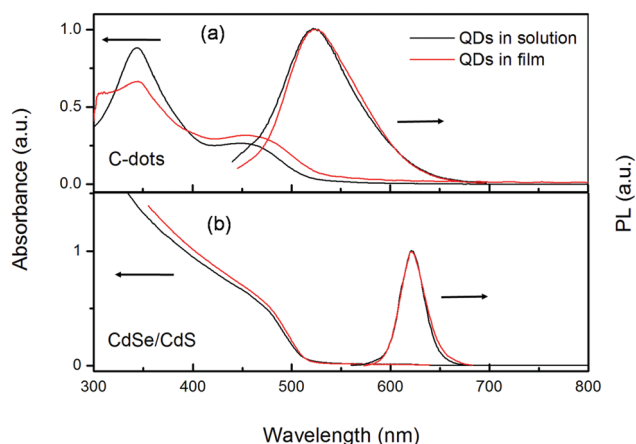 1.0
(a)
QDs in solution
QDs in film
0.5
C-dots
0.0
Absorbance (a.u.)
PL (a.u.)
(b)
1
CdSe/CdS
0
300 400 500 600 700 800
Wavelength (nm)